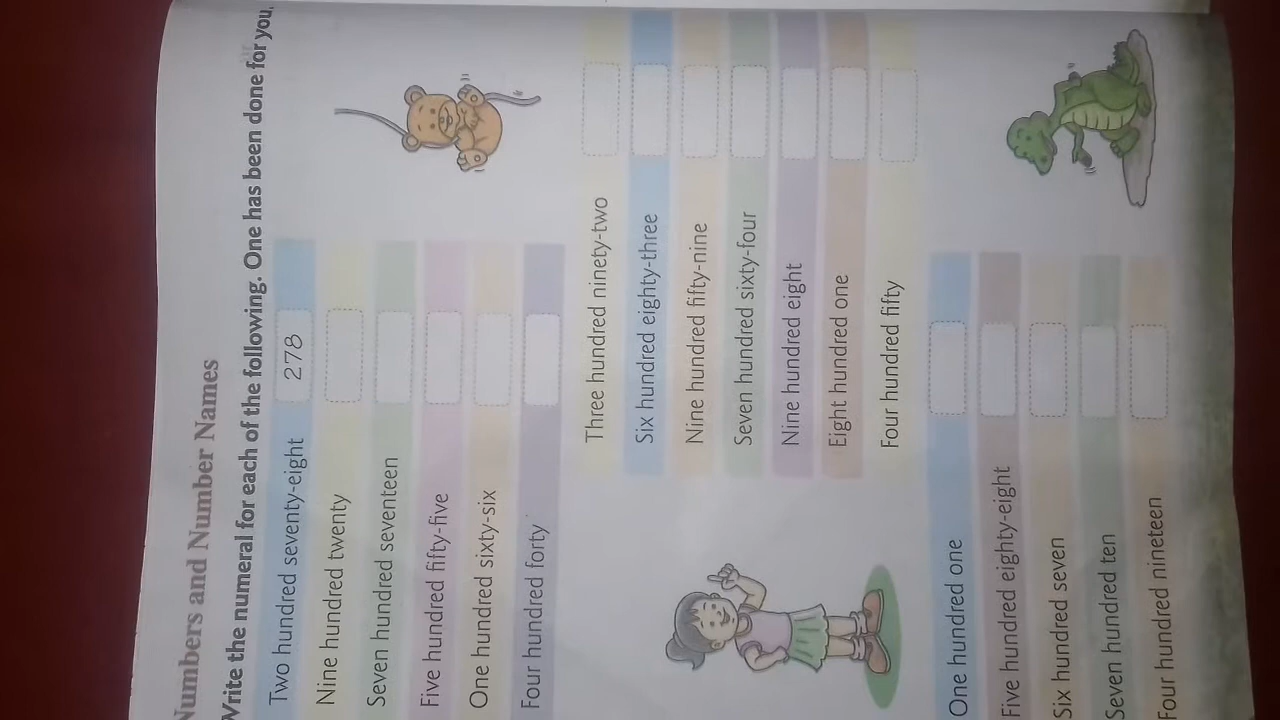 Numbers and Number Names
Write the numeral for each of the following. One has been done for you.
Two hundred seventy-eight 278
Nine hundred twenty
Seven hundred seventeen
Five hundred fifty-five
One hundred sixty-six
Four hundred forty
Three hundred ninety-two
Six hundred eighty-three
Nine hundred fifty-nine
Seven hundred sixty-four
Nine hundred eight
Eight hundred one
Four hundred fifty
One hundred one
Five hundred eighty-eight
Six hundred seven
Seven hundred ten
Four hundred nineteen